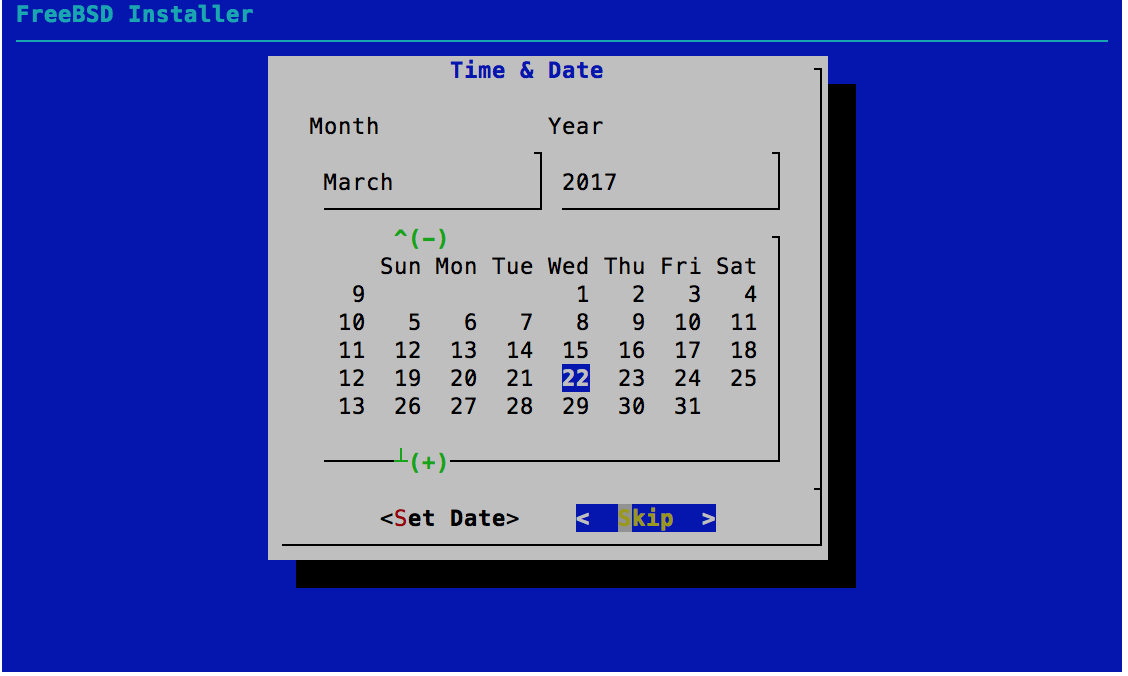 FreeBSD Installer
Time & Date
Month Year
March 2017
^(-)
Sun Mon Tue Wed Thu Fri Sat
9 1 2 3 4
10 5 6 7 8 9 10 11
11 12 13 14 15 16 17 18
12 19 20 21 22 23 24 25
13 26 27 28 29 30 31
┴(+)
<Set Date> < Skip >